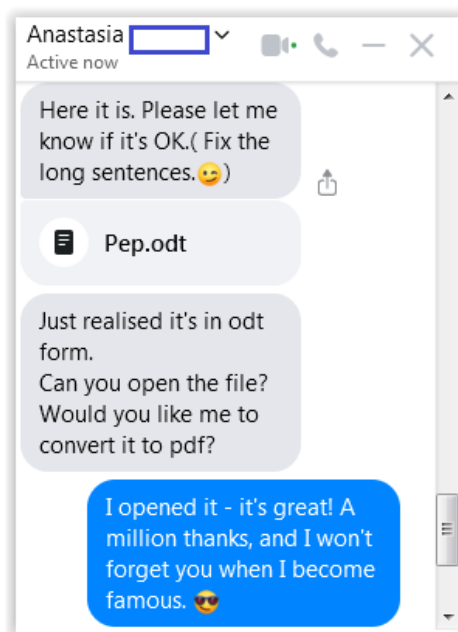 Anastasia
Active now
Here it is. Please let me
know if it's OK.( Fix the
long sentences.😉)
Pep.odt
Just realised it's in odt
form.
Can you open the file?
Would you like me to
convert it to pdf?
I opened it - it's great! A
million thanks, and I won't
forget you when I become
famous. 😎